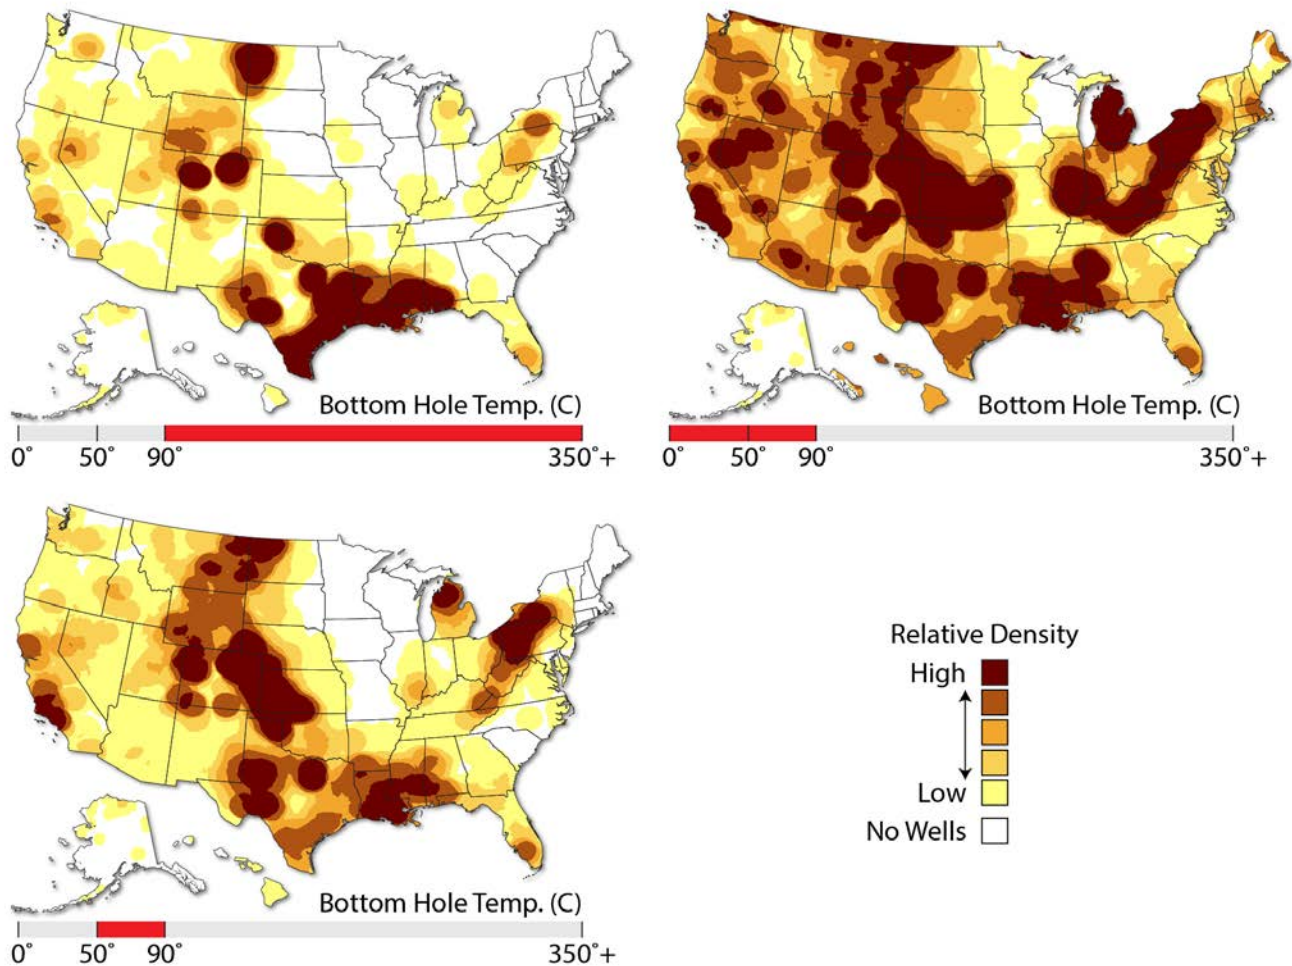 Bottom Hole Temp. (C)
0° 50° 90° 350°+
Bottom Hole Temp. (C)
0° 50° 90° 350°+
Bottom Hole Temp. (C)
0° 50° 90° 350°+
Relative Density
High
Low
No Wells